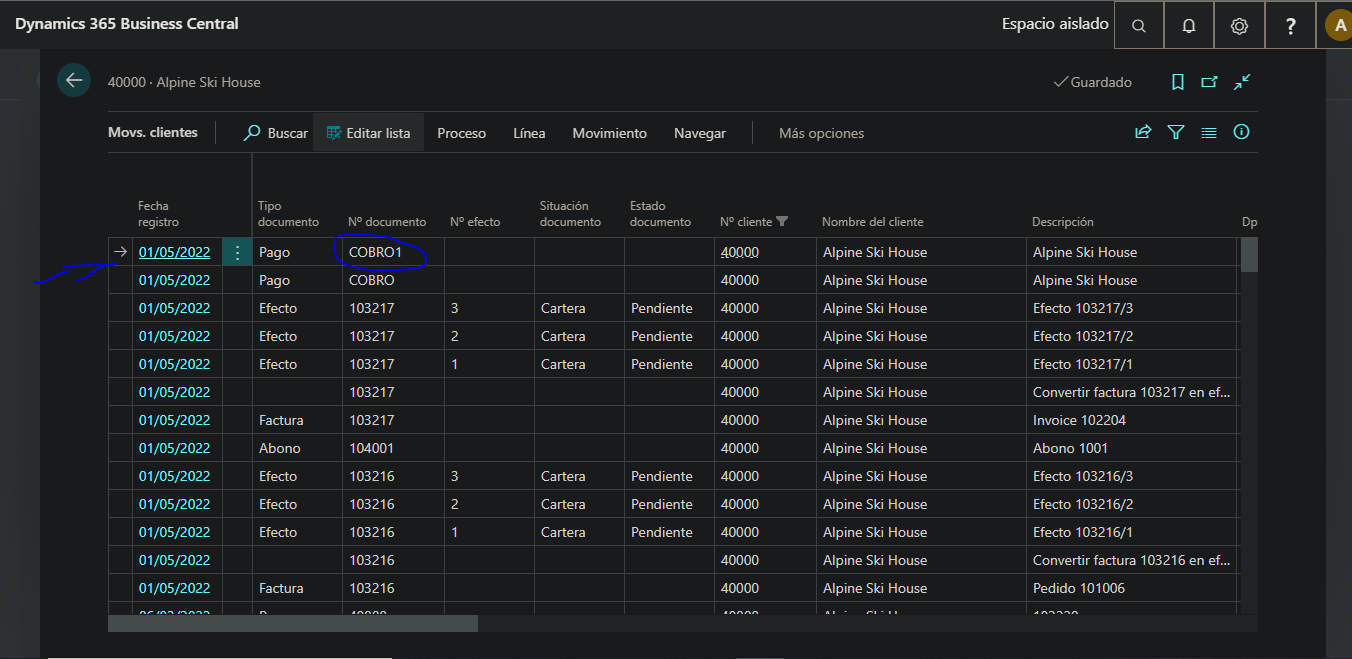 Dynamics 365 Business Central
Espacio aislado
?
A
40000 · Alpine Ski House
Guardado
Movs. clientes
Buscar
Editar lista
Proceso
Línea
Movimiento
Navegar
Más opciones
Fecha registro Tipo documento Nº documento Nº efecto Situación documento Estado documento Nº cliente Nombre del cliente Descripción Dp
01/05/2022 Pago COBRO1 40000 Alpine Ski House Alpine Ski House
01/05/2022 Pago COBRO 40000 Alpine Ski House Alpine Ski House
01/05/2022 Efecto 103217 3 Cartera Pendiente 40000 Alpine Ski House Efecto 103217/3
01/05/2022 Efecto 103217 2 Cartera Pendiente 40000 Alpine Ski House Efecto 103217/2
01/05/2022 Efecto 103217 1 Cartera Pendiente 40000 Alpine Ski House Efecto 103217/1
01/05/2022 103217 40000 Alpine Ski House Convertir factura 103217 en ef...
01/05/2022 Factura 103217 40000 Alpine Ski House Invoice 102204
01/05/2022 Abono 104001 40000 Alpine Ski House Abono 1001
01/05/2022 Efecto 103216 3 Cartera Pendiente 40000 Alpine Ski House Efecto 103216/3
01/05/2022 Efecto 103216 2 Cartera Pendiente 40000 Alpine Ski House Efecto 103216/2
01/05/2022 Efecto 103216 1 Cartera Pendiente 40000 Alpine Ski House Efecto 103216/1
01/05/2022 103216 40000 Alpine Ski House Convertir factura 103216 en ef...
01/05/2022 Factura 103216 40000 Alpine Ski House Pedido 101006